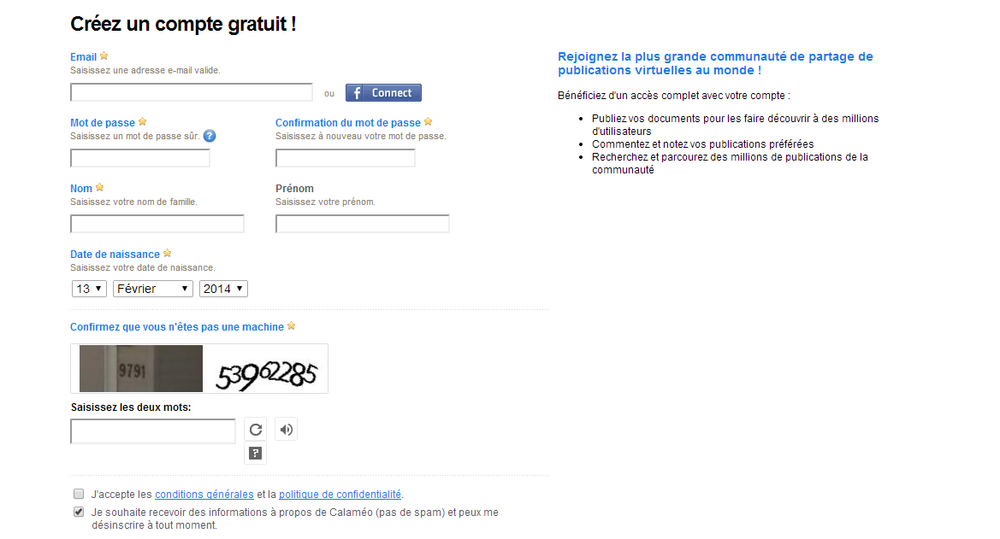 Créez un compte gratuit !
Email
Saisissez une adresse e-mail valide.
ou
f Connect
Mot de passe
Saisissez un mot de passe sûr. ?
Confirmation du mot de passe
Saisissez à nouveau votre mot de passe.
Nom
Saisissez votre nom de famille.
Prénom
Saisissez votre prénom.
Date de naissance
Saisissez votre date de naissance.
13 Février 2014
Confirmez que vous n'êtes pas une machine
9791 53962285
Saisissez les deux mots:
?
J'accepte les conditions générales et la politique de confidentialité.
Je souhaite recevoir des informations à propos de Calaméo (pas de spam) et peux me
désinscrire à tout moment.
Rejoignez la plus grande communauté de partage de
publications virtuelles au monde !
Bénéficiez d'un accès complet avec votre compte :
Publiez vos documents pour les faire découvrir à des millions
d'utilisateurs
Commentez et notez vos publications préférées
Recherchez et parcourez des millions de publications de la
communauté